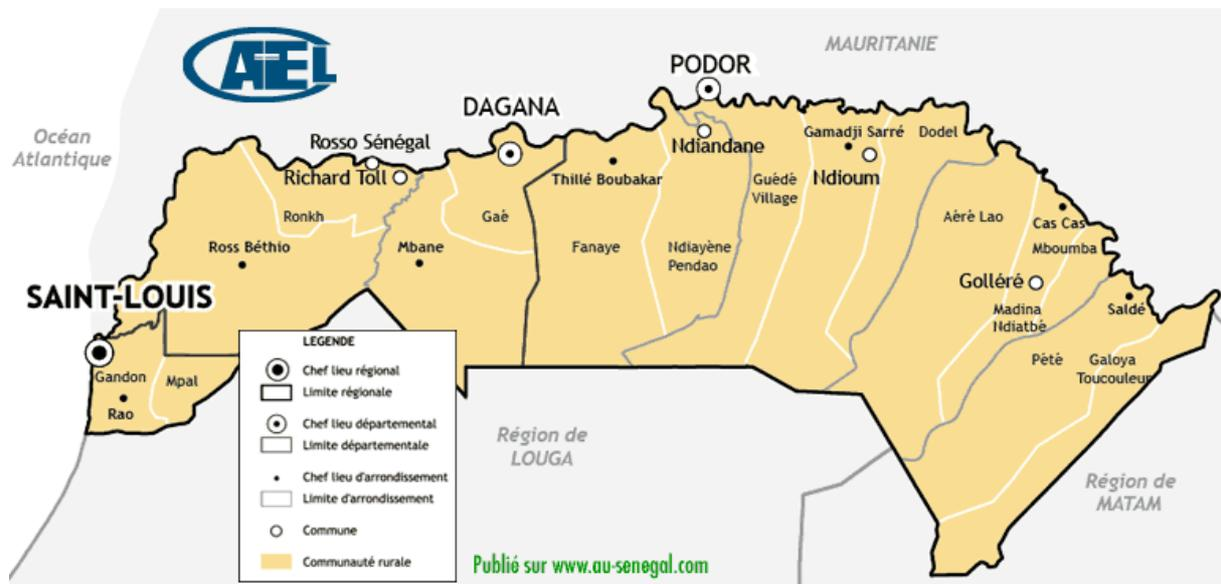 ATEL
MAURITANIE
PODOR
DAGANA
Océan
Atlantique
Rosso Sénégal
Ndiandane
Gamadji Sarré
Dodel
Richard Toll
Thillé Boubakar
Guédé
Village
Ndioum
Ronkh
Gaé
Aéré Lao
Cas Cas
Ross Béthio
Mbane
Fanaye
Ndiayène
Pendao
Mboumba
Golléré
SAINT-LOUIS
Madina
Ndiatbé
Saldé
Gandon
Mpal
Rao
Pété
Galoya
Toucouleur
LEGENDE
Chef lieu régional
Limite régionale
Chef lieu départemental
Limite départementale
Chef lieu d'arrondissement
Limite d'arrondissement
Commune
Communauté rurale
Région de
LOUGA
Région de
MATAM
Publié sur www.au-senegal.com